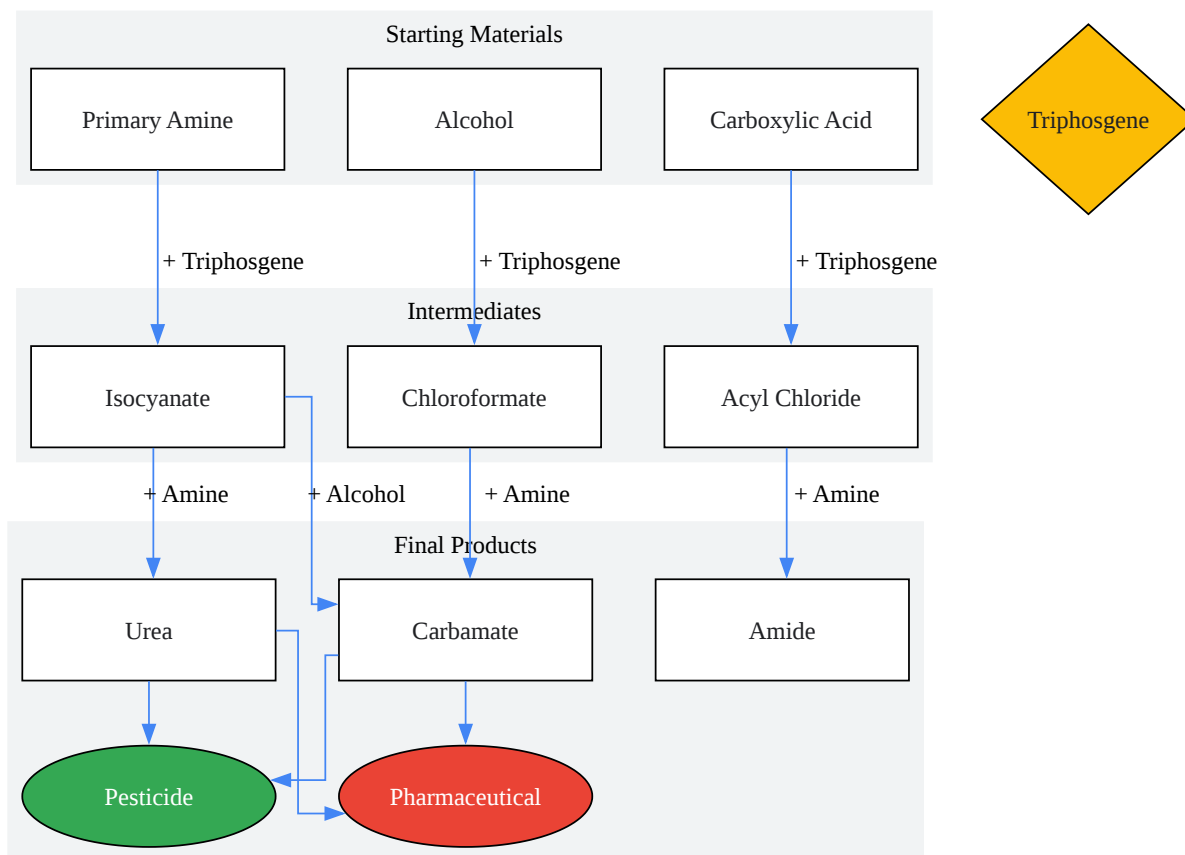 Starting Materials
Primary Amine
Alcohol
Carboxylic Acid
Triphosgene
+ Triphosgene
+ Triphosgene
+ Triphosgene
Intermediates
Isocyanate
Chloroformate
Acyl Chloride
+ Amine
+ Alcohol
+ Amine
+ Amine
Final Products
Urea
Carbamate
Amide
Pesticide
Pharmaceutical